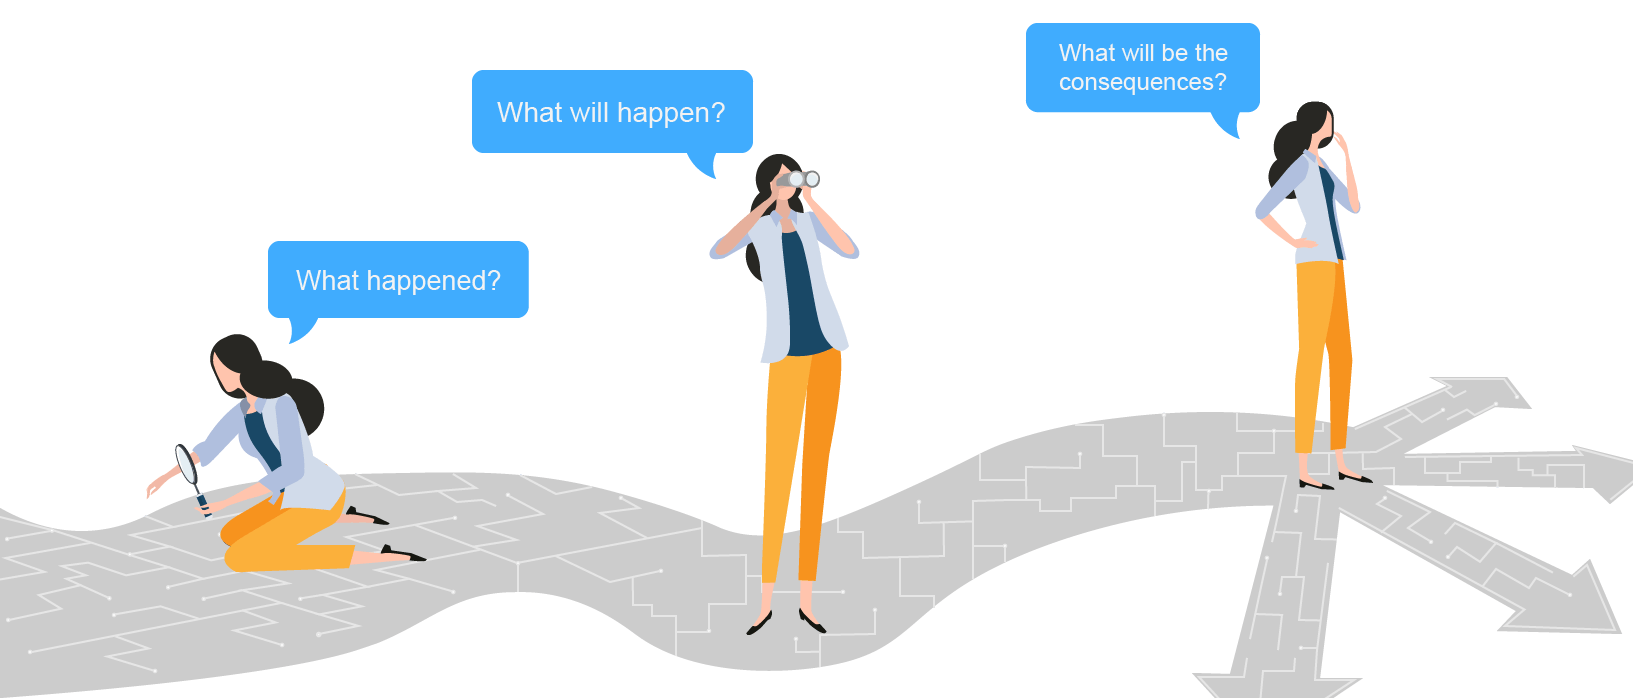 What happened?
What will happen?
What will be the
consequences?